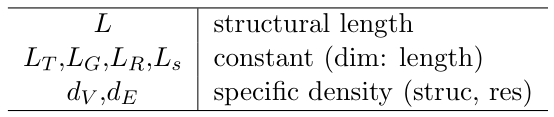 L structural length
L_T,L_G,L_R,L_s constant (dim: length)
d_V,d_E specific density (struc, res)